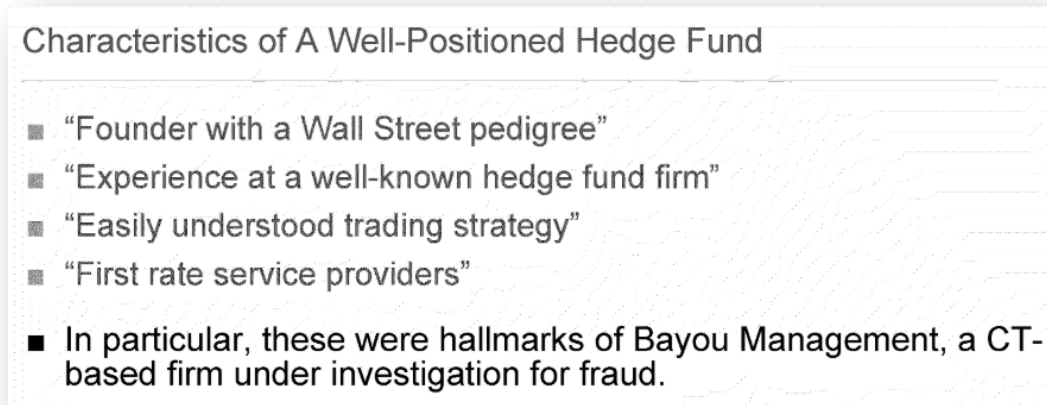 Characteristics of A Well-Positioned Hedge Fund
■ “Founder with a Wall Street pedigree”
■ “Experience at a well-known hedge fund firm”
■ “Easily understood trading strategy”
■ “First rate service providers”
■ In particular, these were hallmarks of Bayou Management, a CT-
based firm under investigation for fraud.